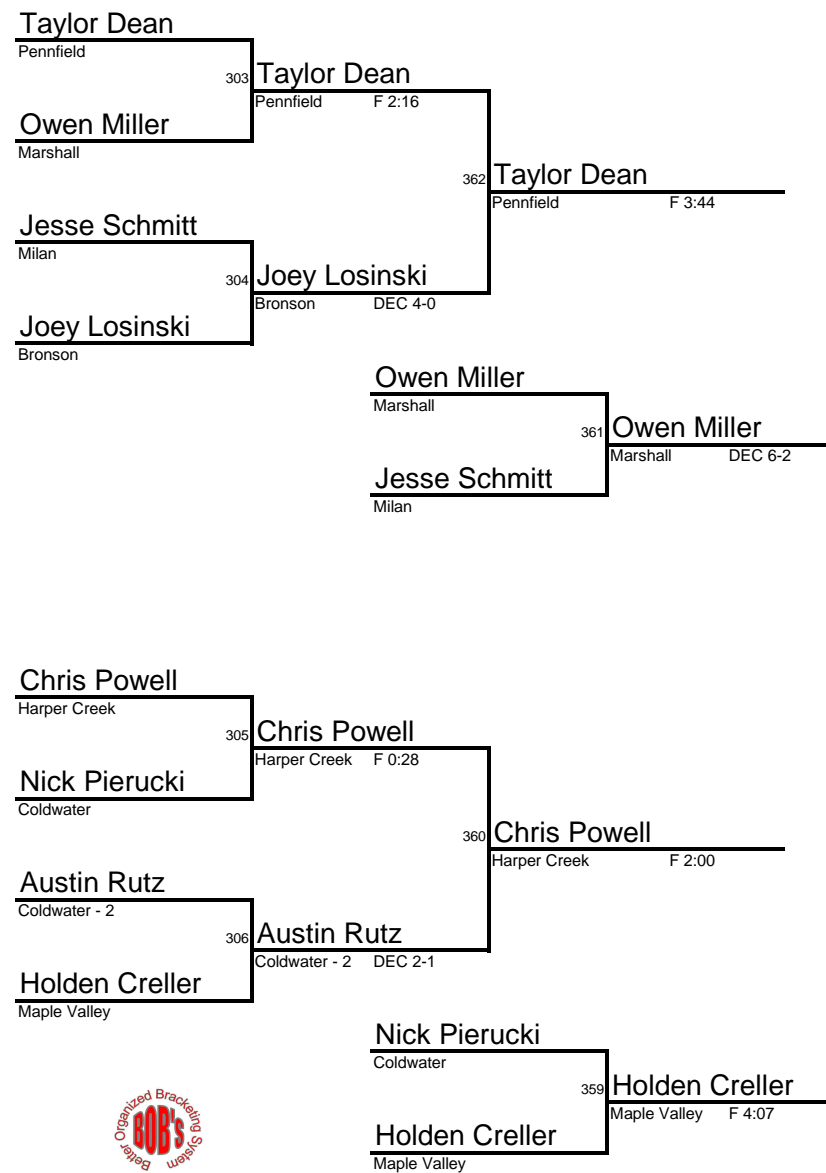 Taylor Dean
Pennfield
303 Taylor Dean
Pennfield F 2:16
Owen Miller
Marshall
362 Taylor Dean
Pennfield F 3:44
Jesse Schmitt
Milan
304 Joey Losinski
Bronson DEC 4-0
Joey Losinski
Bronson
Owen Miller
Marshall
361 Owen Miller
Marshall DEC 6-2
Jesse Schmitt
Milan
Chris Powell
Harper Creek
305 Chris Powell
Harper Creek F 0:28
Nick Pierucki
Coldwater
360 Chris Powell
Harper Creek F 2:00
Austin Rutz
Coldwater - 2
306 Austin Rutz
Coldwater - 2 DEC 2-1
Holden Creller
Maple Valley
Nick Pierucki
Coldwater
359 Holden Creller
Maple Valley F 4:07
Holden Creller
Maple Valley
Better Organized Bracketing System
BOB's